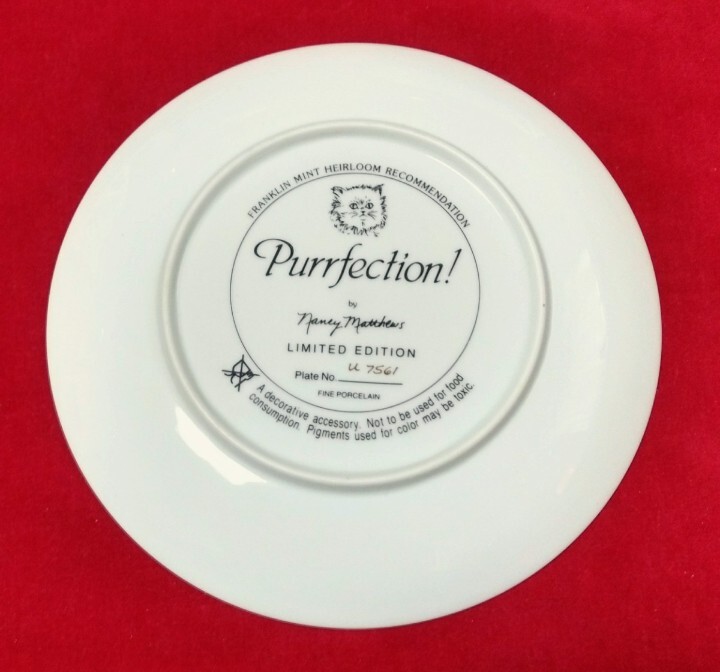 FRANKLIN MINT HEIRLOOM RECOMMENDATION
Purrfection!
by
Nancy Matthews
LIMITED EDITION
Plate No. U 7561
FINE PORCELAIN
A decorative accessory. Not to be used for food
consumption. Pigments used for color may be toxic.